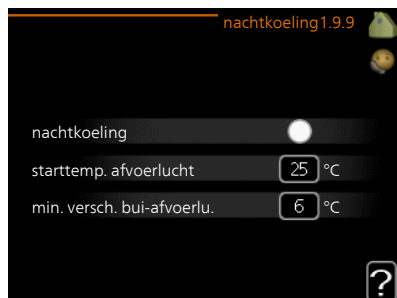 nachtkoeling1.9.9
nachtkoeling
starttemp. afvoerlucht 25 °C
min. versch. bui-afvoerlu. 6 °C
?